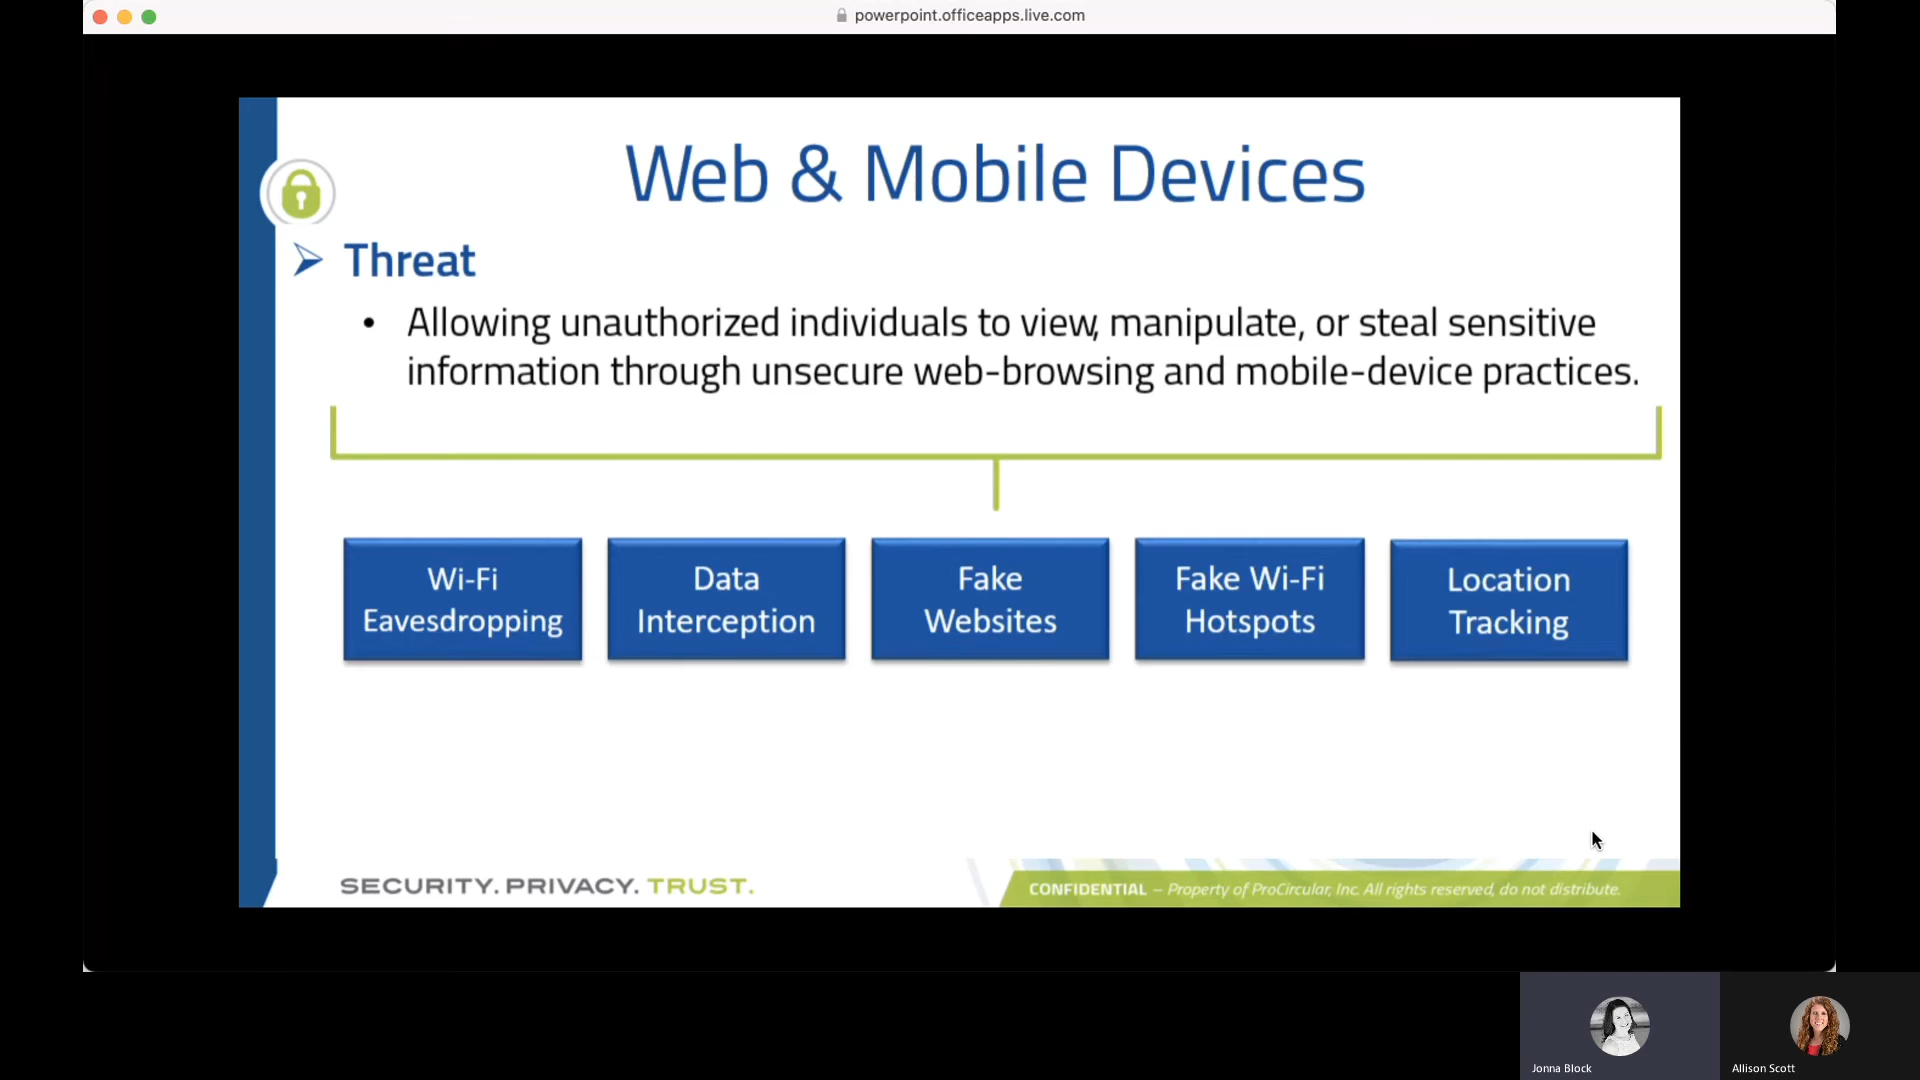 powerpoint.officeapps.live.com
Web & Mobile Devices
Threat
• Allowing unauthorized individuals to view, manipulate, or steal sensitive
information through unsecure web-browsing and mobile-device practices.
Wi-Fi
Eavesdropping
Data
Interception
Fake
Websites
Fake Wi-Fi
Hotspots
Location
Tracking
SECURITY. PRIVACY. TRUST.
CONFIDENTIAL – Property of ProCircular, Inc. All rights reserved, do not distribute.
Jonna Block
Allison Scott